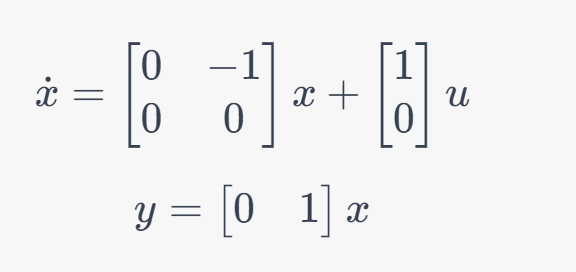 ẋ = [0 −1; 0 0] x + [1; 0] u
y = [0 1] x